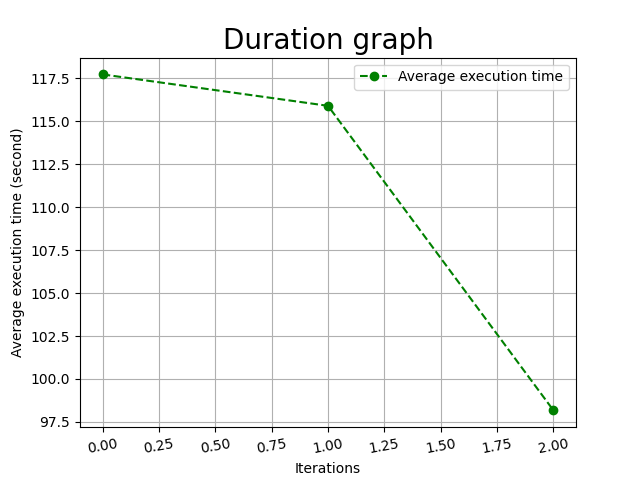 Duration graph
Average execution time
117.5
115.0
112.5
110.0
107.5
105.0
102.5
100.0
97.5
Average execution time (second)
0.00 0.25 0.50 0.75 1.00 1.25 1.50 1.75 2.00
Iterations